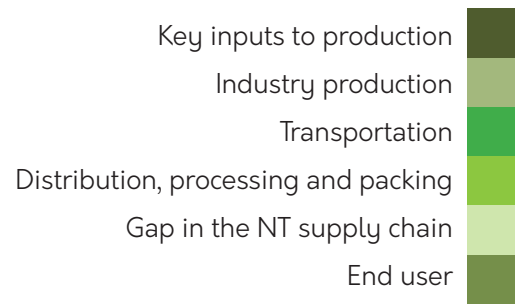 Key inputs to production
Industry production
Transportation
Distribution, processing and packing
Gap in the NT supply chain
End user